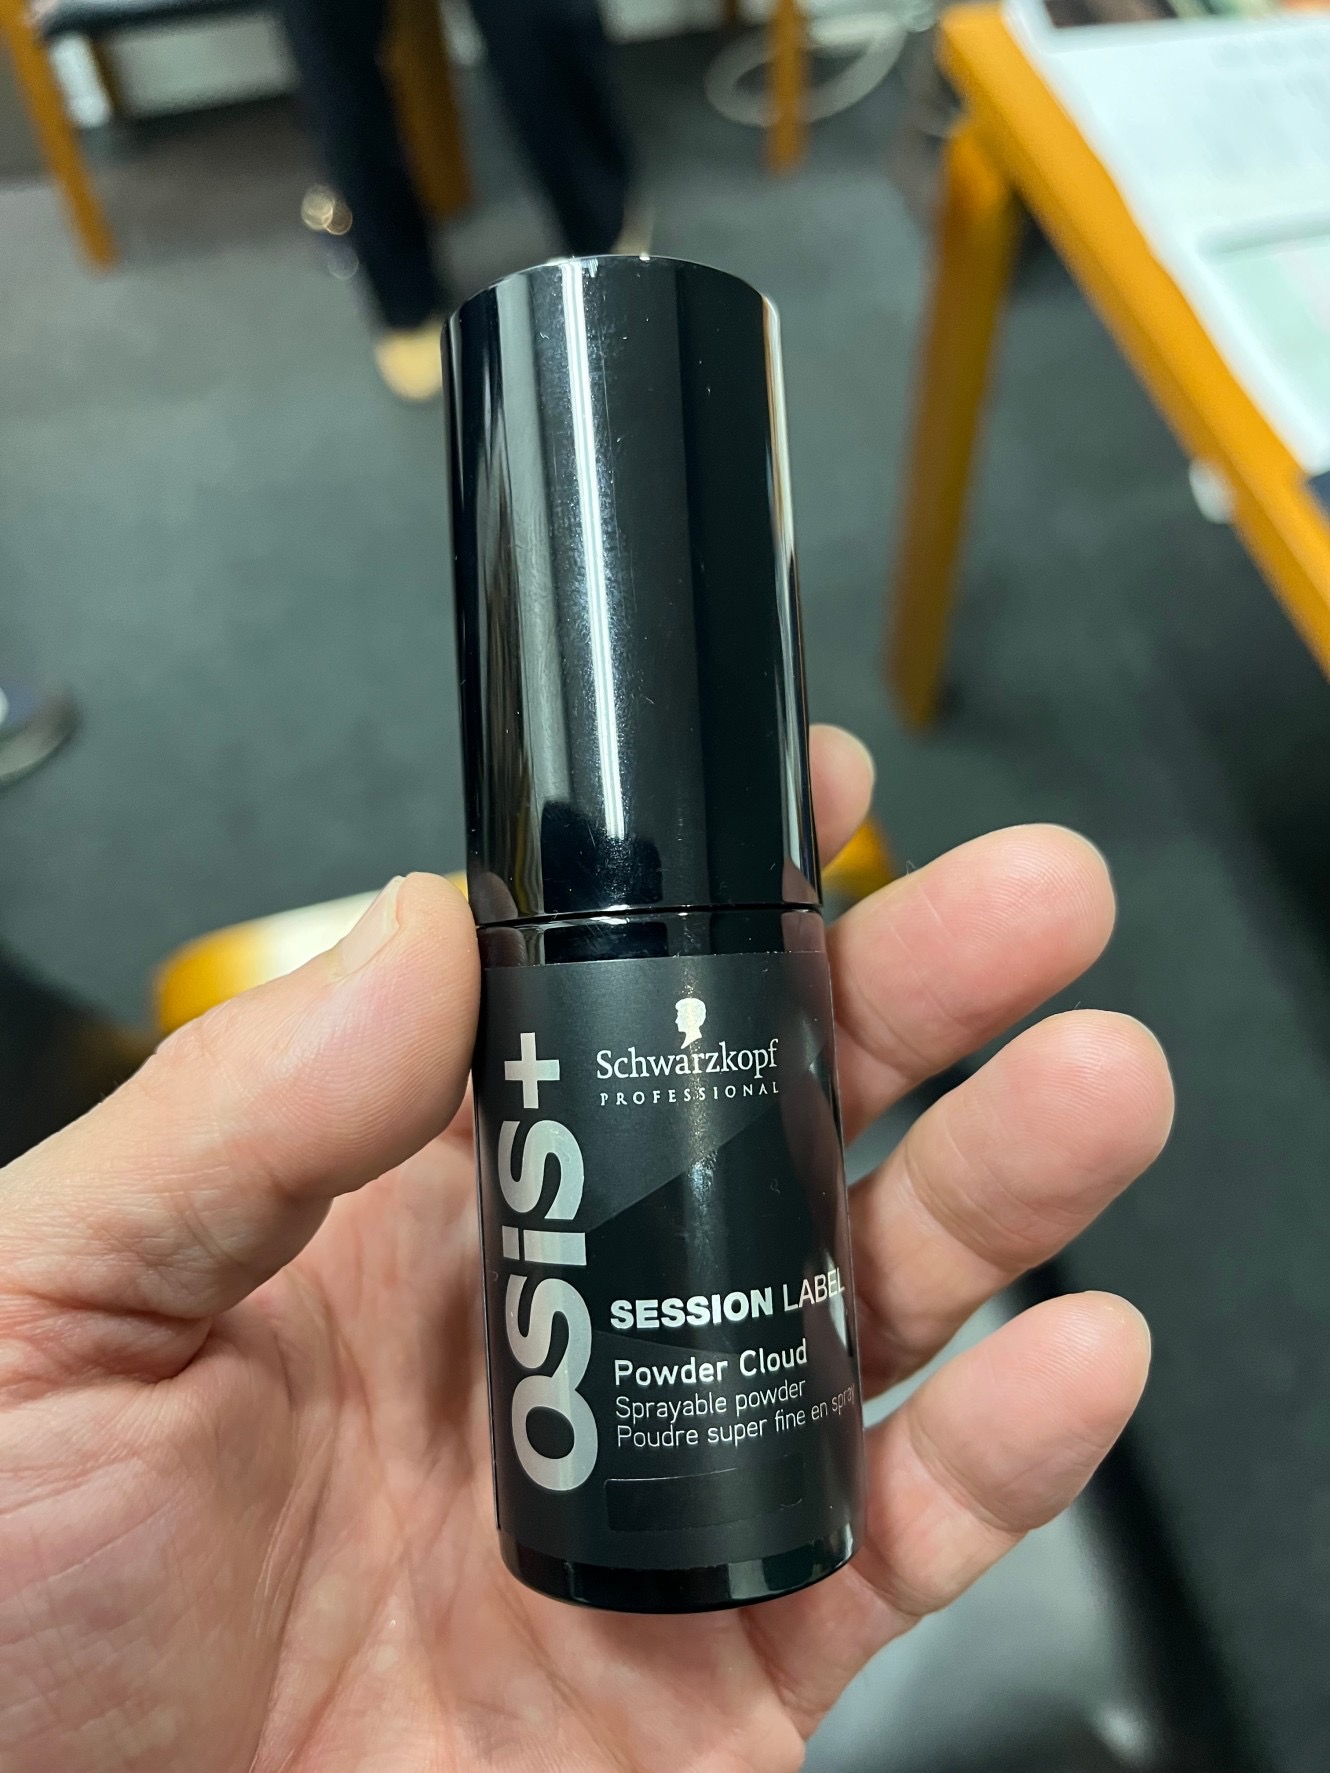 Schwarzkopf
PROFESSIONAL
OSiS+
SESSION LABEL
Powder Cloud
Sprayable powder
Poudre super fine en spray